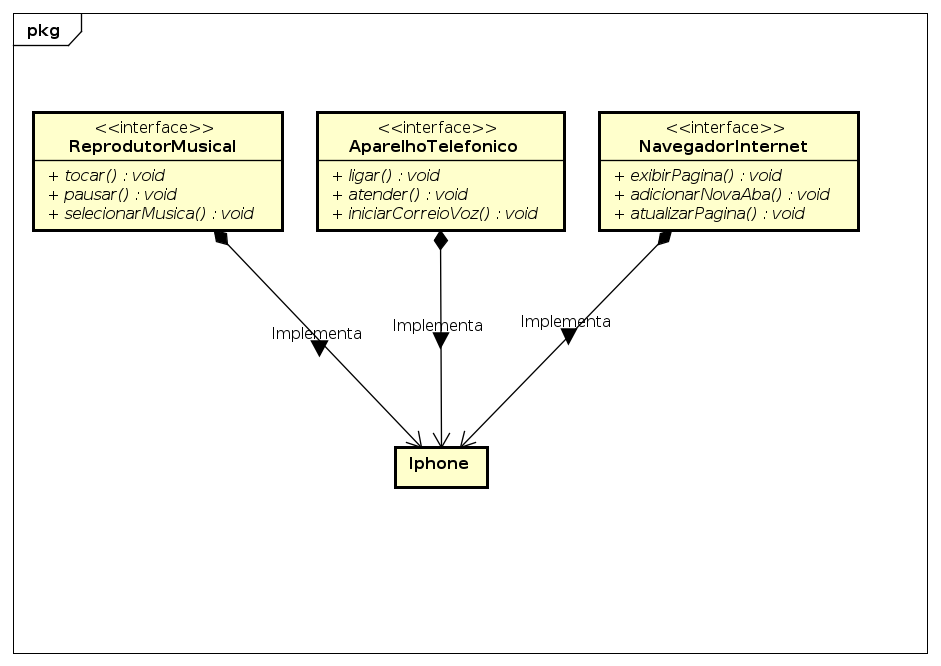 pkg
<<interface>>
ReprodutorMusical
+ tocar() : void
+ pausar() : void
+ selecionarMusica() : void
<<interface>>
AparelhoTelefonico
+ ligar() : void
+ atender() : void
+ iniciarCorreioVoz() : void
<<interface>>
NavegadorInternet
+ exibirPagina() : void
+ adicionarNovaAba() : void
+ atualizarPagina() : void
Implementa
Implementa
Implementa
Iphone